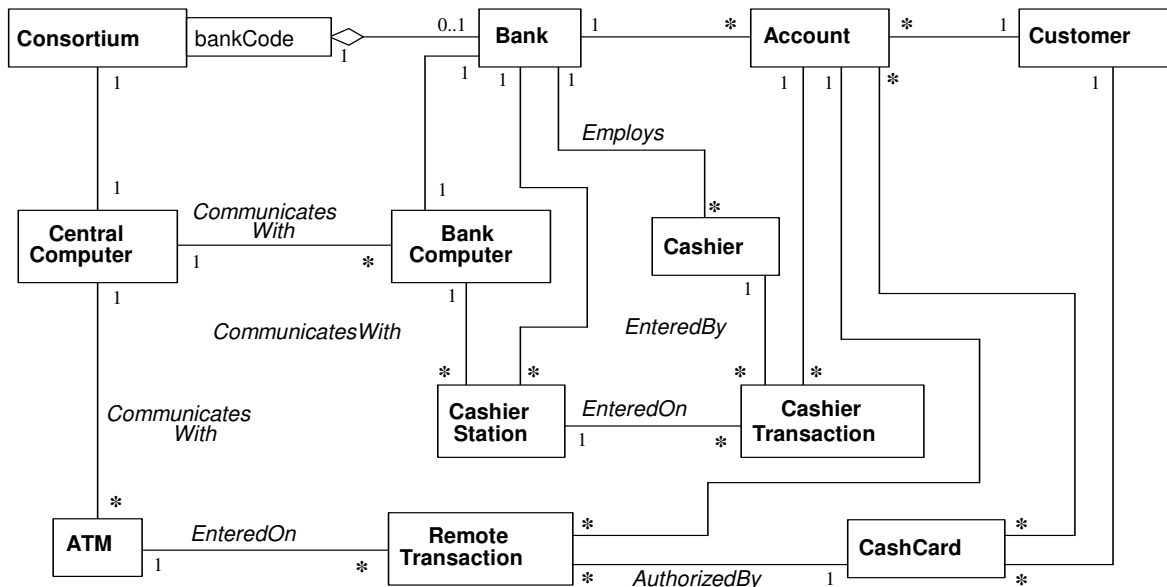 Consortium
bankCode
1
0..1
Bank
1
*
Account
*
1
Customer
1
1
1
1
1
1
*
1
Employs
1
1
*
Central
Computer
Communicates
With
1
*
Bank
Computer
Cashier
1
1
1
CommunicatesWith
EnteredBy
*
*
*
*
Communicates
With
Cashier
Station
EnteredOn
1
*
Cashier
Transaction
*
ATM
EnteredOn
1
*
Remote
Transaction
*
*
AuthorizedBy
1
CashCard
*
*